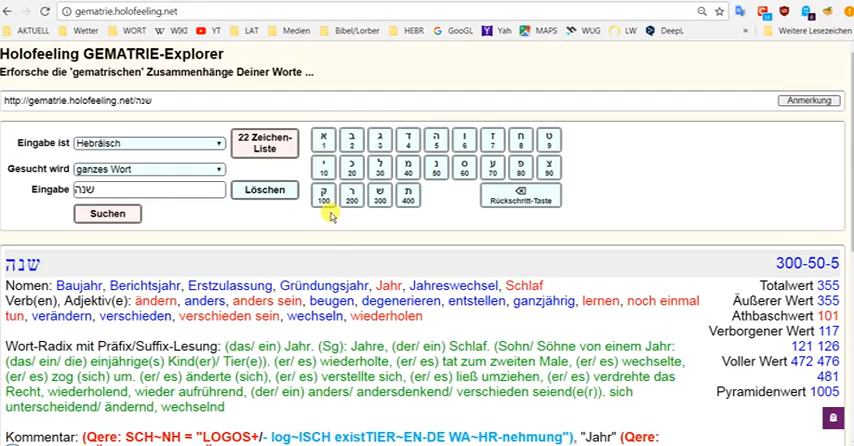 gematrie.holofeeling.net
AKTUELL Wetter WORT WIKI YT LAT Medien Bibel/Lorber HEBR GooGL Yah MAPS WUG LW DeepL » Weitere Lesezeichen
Holofeeling GEMATRIE-Explorer
Erforsche die 'gematrischen' Zusammenhänge Deiner Worte ...
http://gematrie.holofeeling.net/שנה Anmerkung
Eingabe ist Hebräisch
22 Zeichen-Liste
Gesucht wird ganzes Wort
Eingabe שנה Löschen
Suchen
א ב ג ד ה ו ז ח ט
1 2 3 4 5 6 7 8 9
י כ ל מ נ ס ע פ צ
10 20 30 40 50 60 70 80 90
ק ר ש ת
100 200 300 400 Rückschritt-Taste
שנה 300-50-5
Nomen: Baujahr, Berichtsjahr, Erstzulassung, Gründungsjahr, Jahr, Jahreswechsel, Schlaf
Verb(en), Adjektiv(e): ändern, anders, anders sein, beugen, degenerieren, entstellen, ganzjährig, lernen, noch einmal
tun, verändern, verschieden, verschieden sein, wechseln, wiederholen
Wort-Radix mit Präfix/Suffix-Lesung: (das/ ein) Jahr. (Sg): Jahre, (der/ ein) Schlaf. (Sohn/ Söhne von einem Jahr:
(das/ ein/ die) einjährige(s) Kind(er)/ Tier(e)). (er/ es) wiederholte, (er/ es) tat zum zweiten Male, (er/ es) wechselte,
(er/ es) zog (sich) um. (er/ es) änderte (sich), (er/ es) verstellte sich, (er/ es) ließ umziehen, (er/ es) verdrehte das
Recht, wiederholend, wieder aufführend, (der/ ein) anders/ andersdenkend/ verschieden seiend(e(r)). sich
unterscheidend/ ändernd, wechselnd
Totalwert 355
Äußerer Wert 355
Athbaschwert 101
Verborgener Wert 117
121 126
Voller Wert 472 476
481
Pyramidenwert 1005
Kommentar: (Qere: SCH~NH = "LOGOS+/- log~ISCH existTIER~EN-DE WA~HR-nehmung"), "Jahr" (Qere: